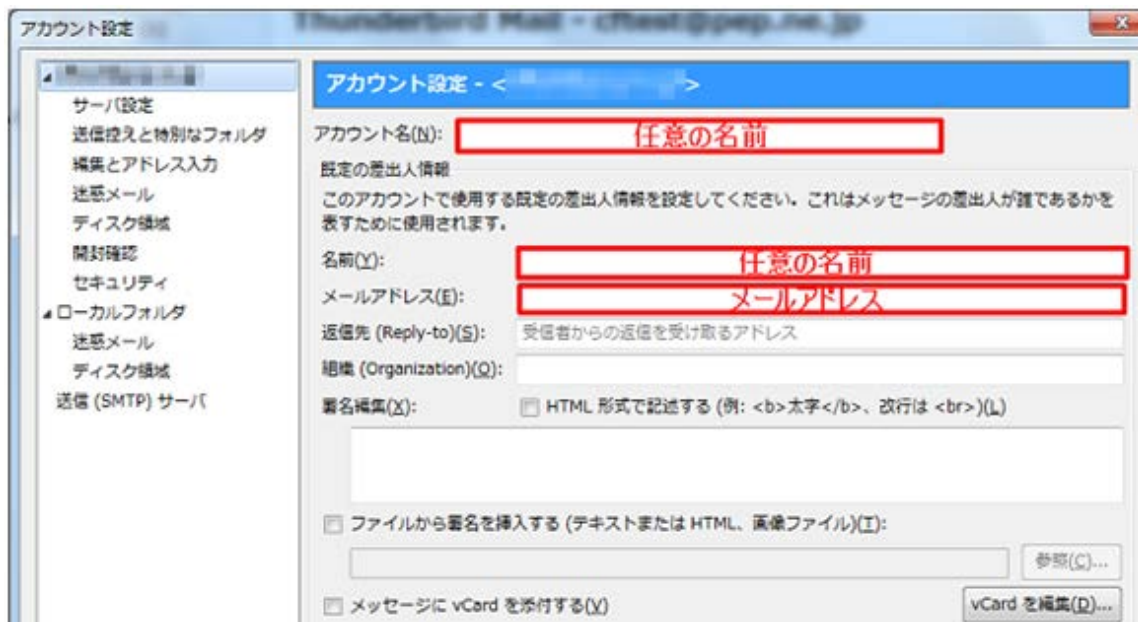 Thunderbird Mail - cftest@pep.ne.jp
アカウント設定
アカウント設定 - < >
サーバ設定
送信控えと特別なフォルダ
編集とアドレス入力
迷惑メール
ディスク領域
開封確認
セキュリティ
ローカルフォルダ
迷惑メール
ディスク領域
送信 (SMTP) サーバ
アカウント名(N): 任意の名前
既定の差出人情報
このアカウントで使用する既定の差出人情報を設定してください。これはメッセージの差出人が誰であるかを
表すために使用されます。
名前(Y): 任意の名前
メールアドレス(E): メールアドレス
返信先 (Reply-to)(S): 受信者からの返信を受け取るアドレス
組織 (Organization)(O):
署名編集(X): HTML 形式で記述する (例: <b>太字</b>、改行は <br>)(L)
ファイルから署名を挿入する (テキストまたは HTML、画像ファイル)(T):
参照(C)...
メッセージに vCard を添付する(V) vCard を編集(D)...